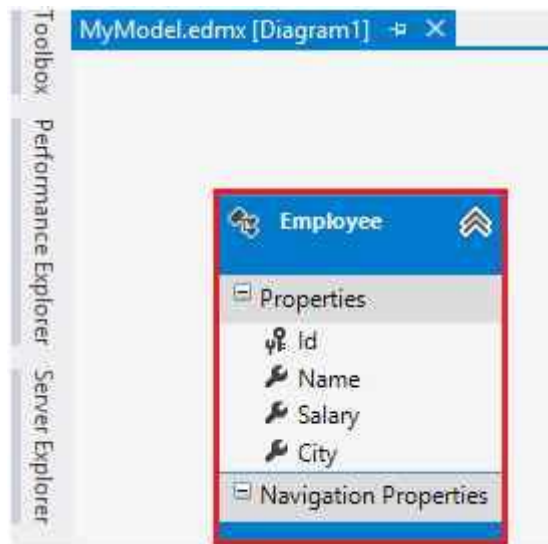 MyModel.edmx [Diagram1]
Toolbox
Performance Explorer
Server Explorer
Employee
Properties
Id
Name
Salary
City
Navigation Properties